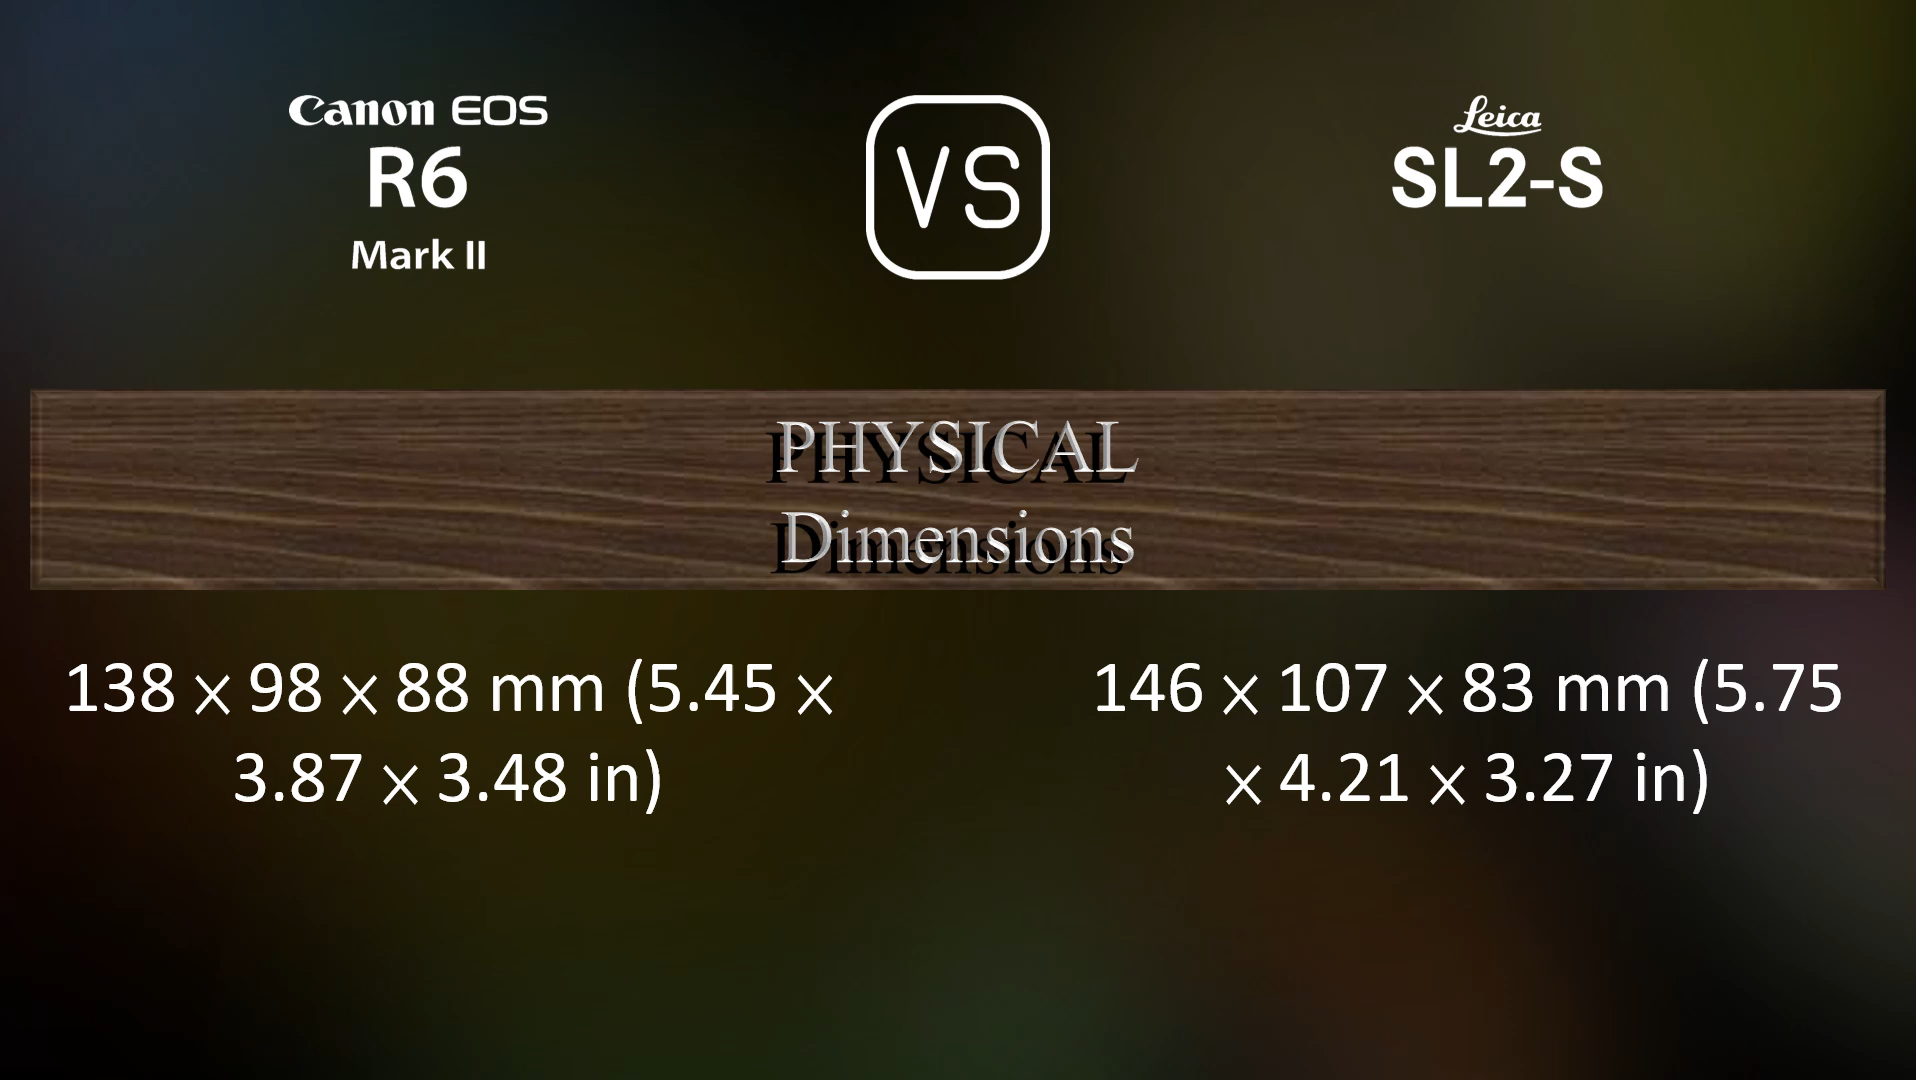 Canon EOS
R6
Mark II
VS
Leica
SL2-S
PHYSICAL
Dimensions
138 x 98 x 88 mm (5.45 x
3.87 x 3.48 in)
146 x 107 x 83 mm (5.75
x 4.21 x 3.27 in)